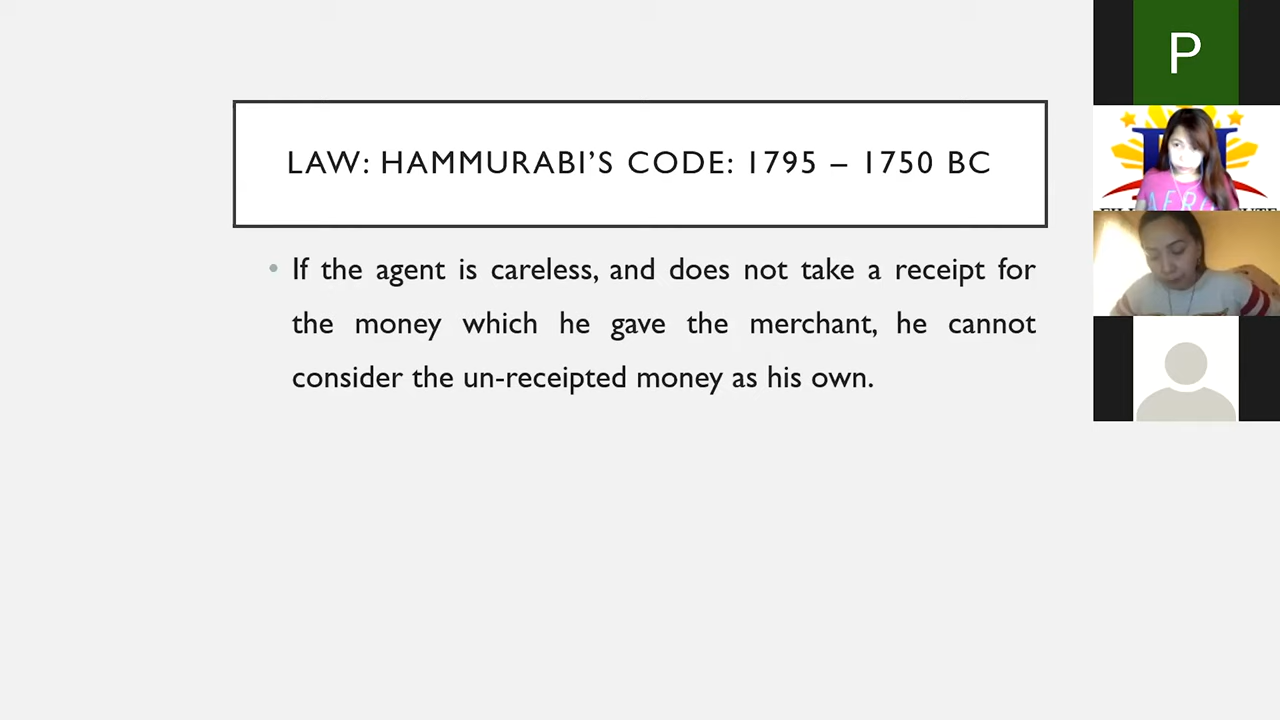 LAW: HAMMURABI’S CODE: 1795 – 1750 BC
• If the agent is careless, and does not take a receipt for
the money which he gave the merchant, he cannot
consider the un-receipted money as his own.
P